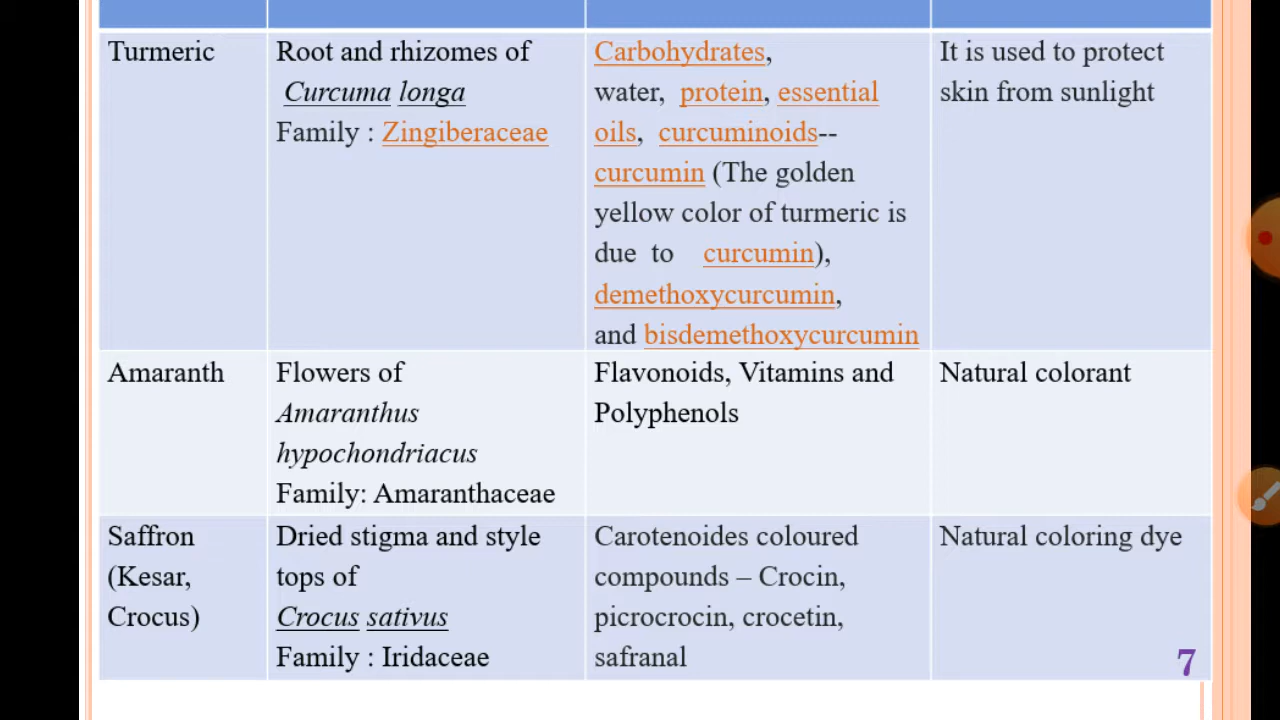 Turmeric
Root and rhizomes of
Curcuma longa
Family : Zingiberaceae
Carbohydrates,
water, protein, essential
oils, curcuminoids--
curcumin (The golden
yellow color of turmeric is
due to curcumin),
demethoxycurcumin,
and bisdemethoxycurcumin
It is used to protect
skin from sunlight
Amaranth
Flowers of
Amaranthus
hypochondriacus
Family: Amaranthaceae
Flavonoids, Vitamins and
Polyphenols
Natural colorant
Saffron
(Kesar,
Crocus)
Dried stigma and style
tops of
Crocus sativus
Family : Iridaceae
Carotenoides coloured
compounds – Crocin,
picrocrocin, crocetin,
safranal
Natural coloring dye
7